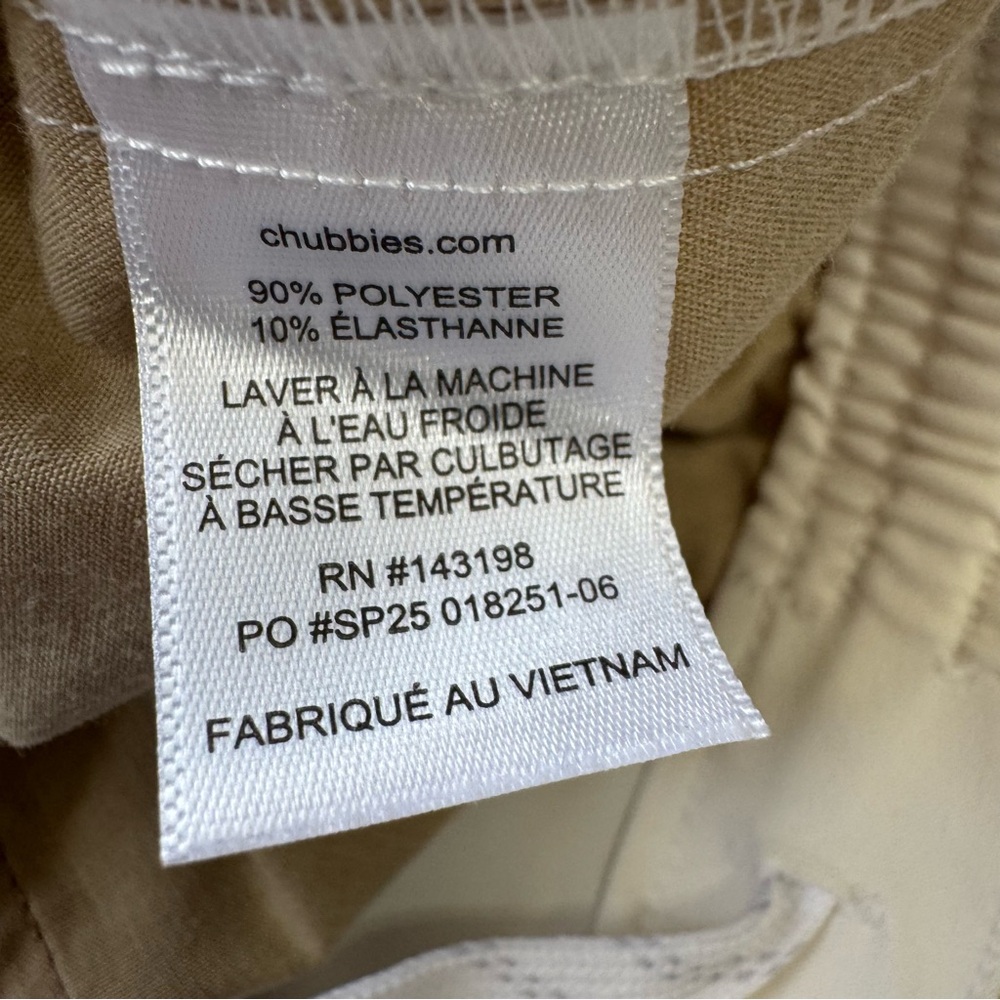 chubbies.com
90% POLYESTER
10% ÉLASTHANNE
LAVER À LA MACHINE
À L'EAU FROIDE
SÉCHER PAR CULBUTAGE
À BASSE TEMPÉRATURE
RN #143198
PO #SP25 018251-06
FABRIQUÉ AU VIETNAM